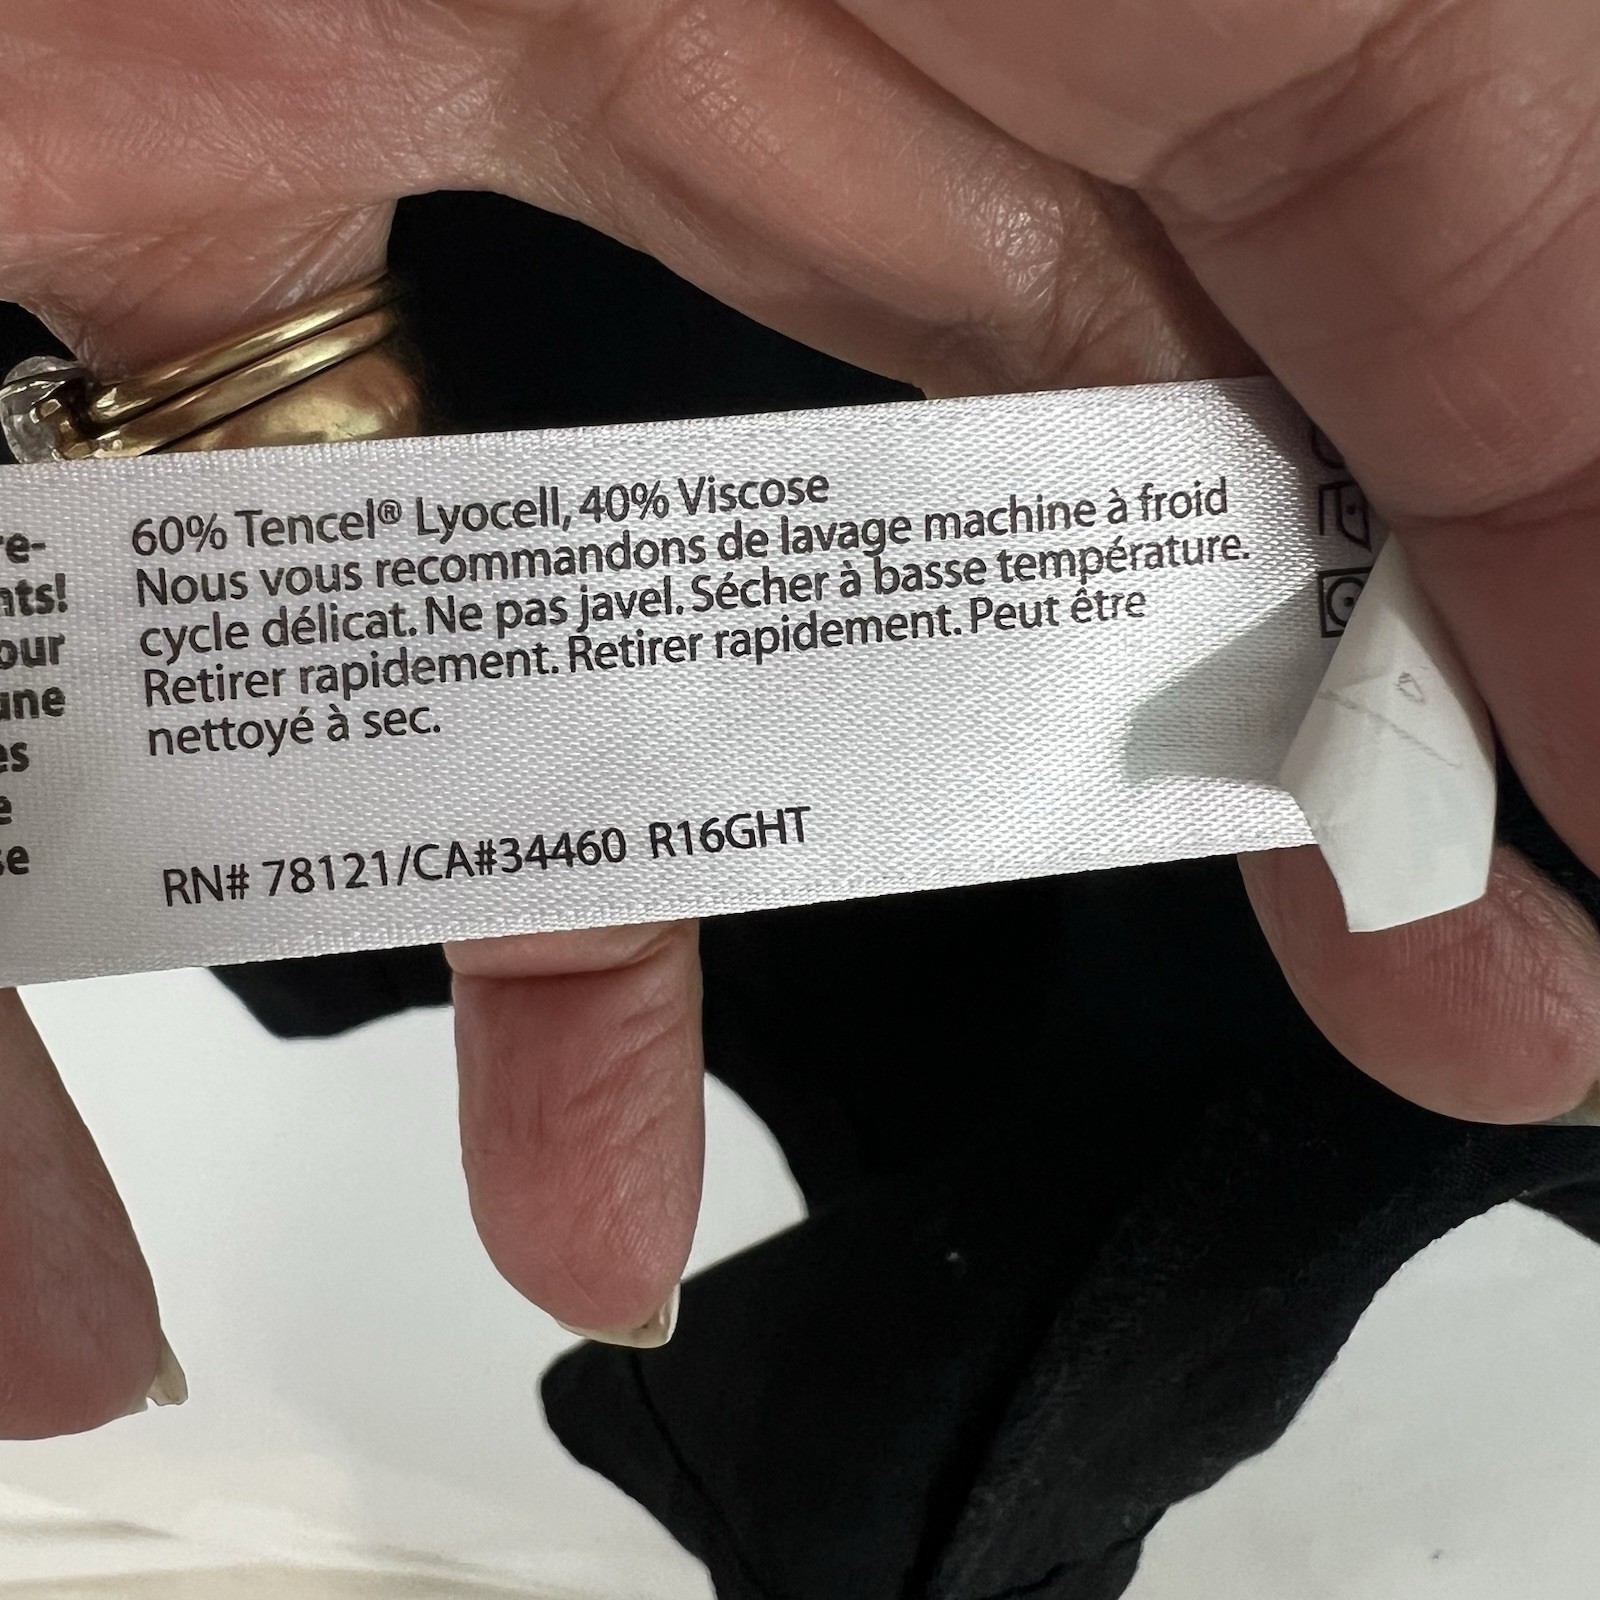 60% Tencel® Lyocell, 40% Viscose
Nous vous recommandons de lavage machine à froid
cycle délicat. Ne pas javel. Sécher à basse température.
Retirer rapidement. Retirer rapidement. Peut être
nettoyé à sec.
RN# 78121/CA#34460 R16GHT